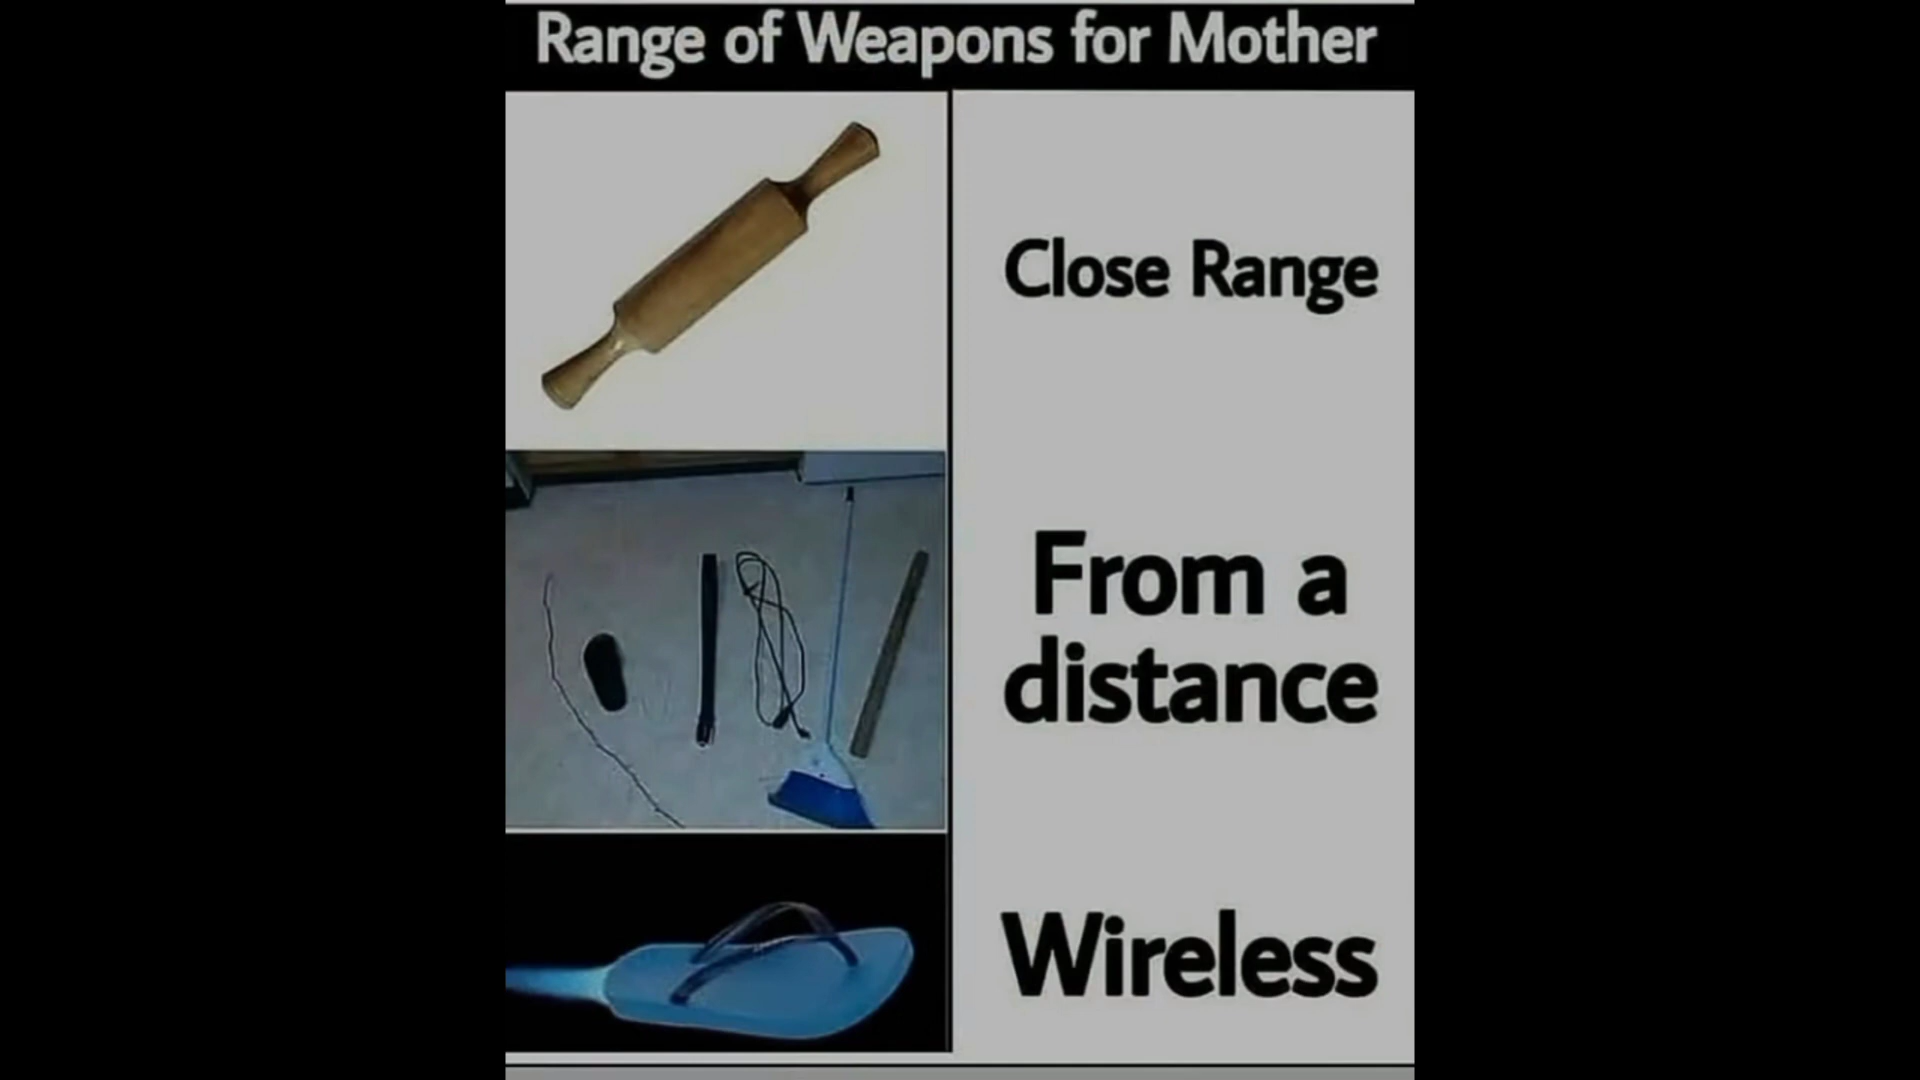 Range of Weapons for Mother
Close Range
From a
distance
Wireless